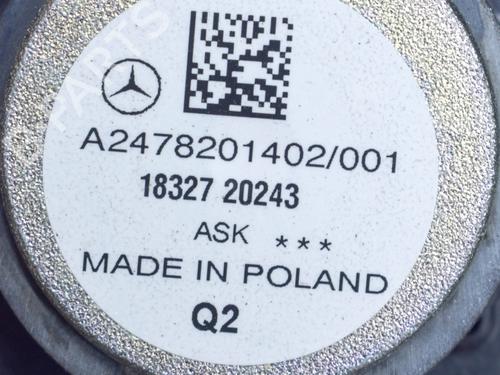 A2478201402/001
18327 20243
ASK ***
MADE IN POLAND
Q2